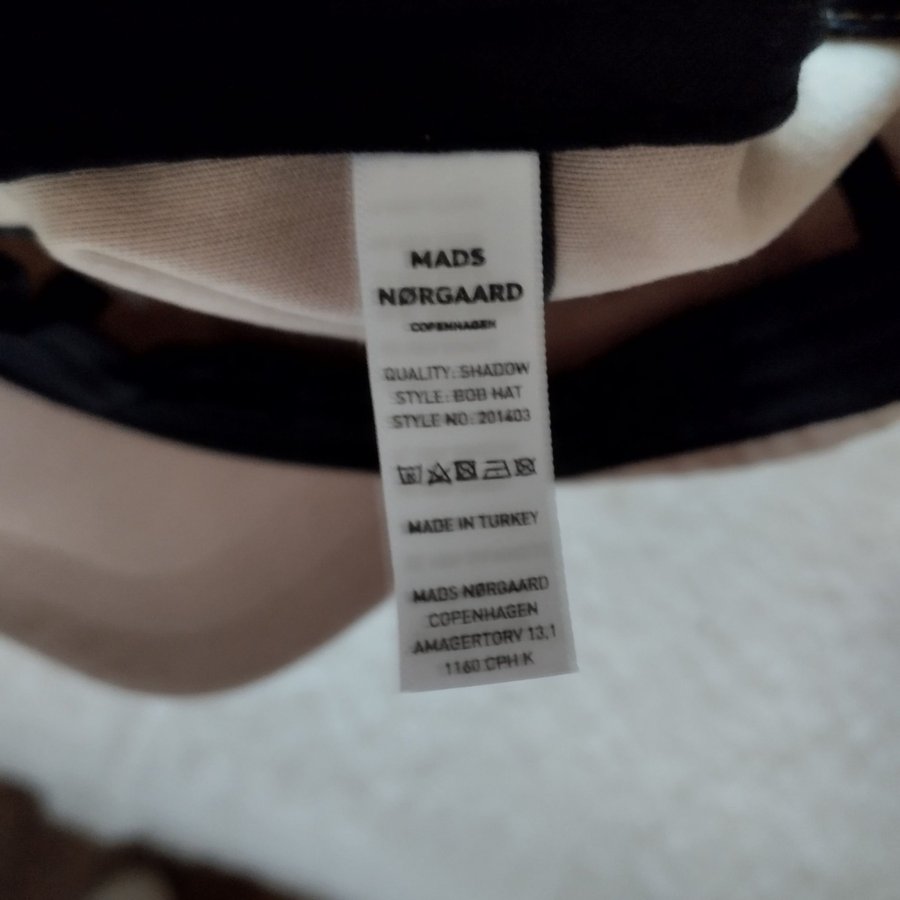 MADS
NØRGAARD
COPENHAGEN
QUALITY: SHADOW
STYLE: BOB HAT
STYLE NO: 201403
MADE IN TURKEY
MADS NØRGAARD
COPENHAGEN
AMAGERTORV 13,1
1160 CPH K